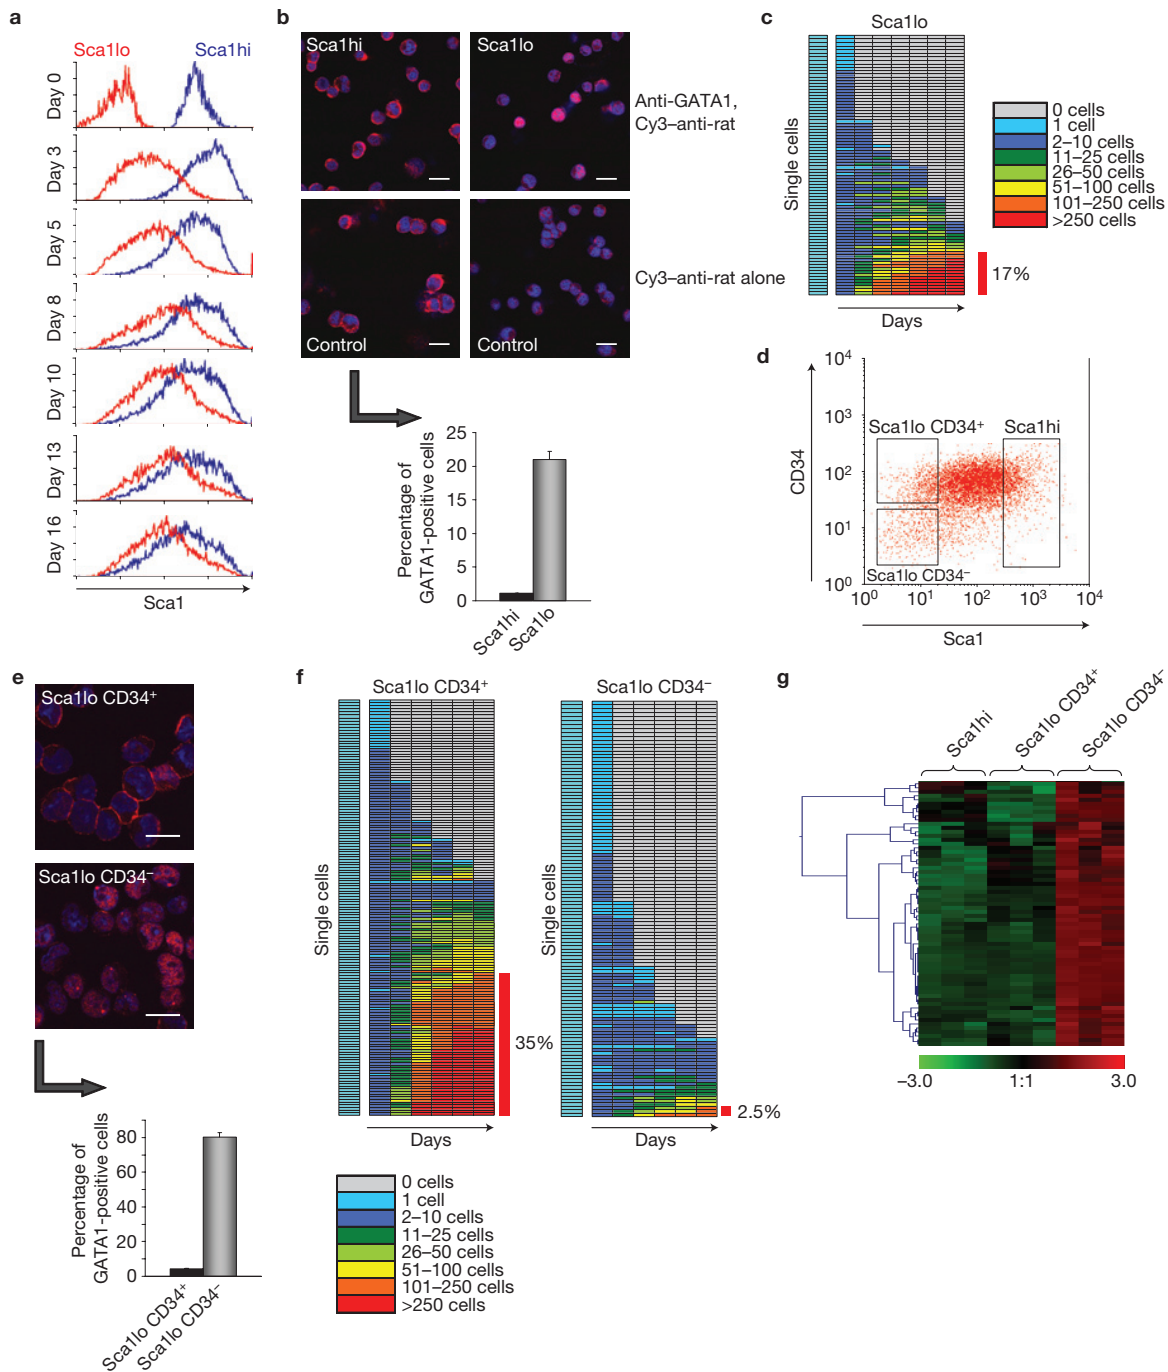 a
Sca1lo
Sca1hi
Day 0
Day 3
Day 5
Day 8
Day 10
Day 13
Day 16
Sca1
b
Sca1hi
Sca1lo
Anti-GATA1,
Cy3–anti-rat
Control
Cy3–anti-rat alone
Percentage of
GATA1-positive cells
25
20
15
10
5
0
Sca1hi
Sca1lo
c
Sca1lo
Single cells
Days
17%
0 cells
1 cell
2–10 cells
11–25 cells
26–50 cells
51–100 cells
101–250 cells
>250 cells
d
CD34
10⁴
10³
10²
10¹
10⁰
Sca1lo CD34⁺
Sca1hi
Sca1lo CD34⁻
10⁰ 10¹ 10² 10³ 10⁴
Sca1
e
Sca1lo CD34⁺
Sca1lo CD34⁻
Percentage of
GATA1-positive cells
80
60
40
20
0
Sca1lo CD34⁺
Sca1lo CD34⁻
f
Sca1lo CD34⁺
Single cells
Days
35%
Sca1lo CD34⁻
Single cells
Days
2.5%
0 cells
1 cell
2–10 cells
11–25 cells
26–50 cells
51–100 cells
101–250 cells
>250 cells
g
Sca1hi
Sca1lo CD34⁺
Sca1lo CD34⁻
–3.0 1:1 3.0